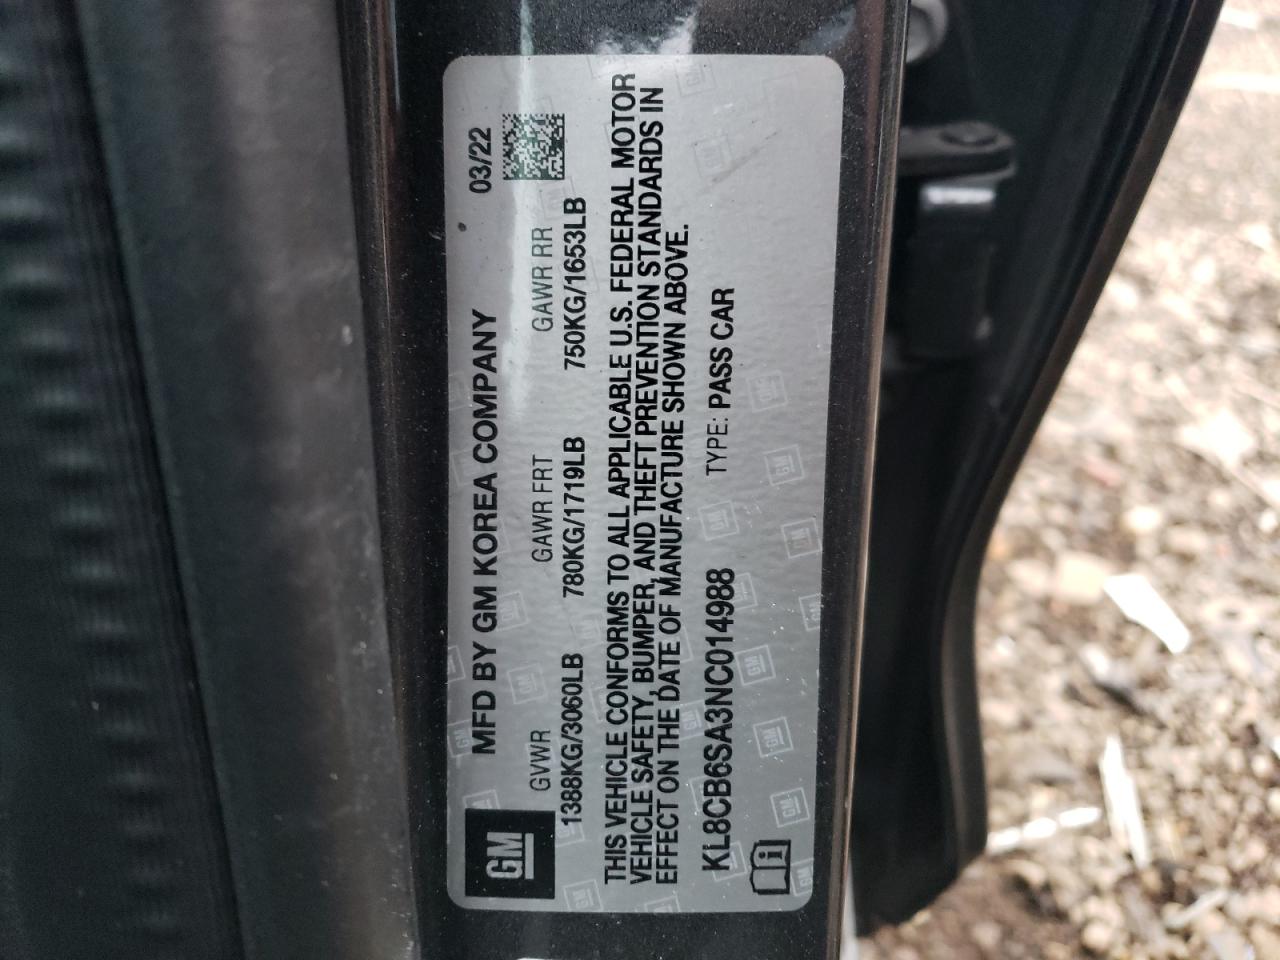 GM
MFD BY GM KOREA COMPANY 03/22
GVWR GAWR FRT GAWR RR
1388KG/3060LB 780KG/1719LB 750KG/1653LB
THIS VEHICLE CONFORMS TO ALL APPLICABLE U.S. FEDERAL MOTOR
VEHICLE SAFETY, BUMPER, AND THEFT PREVENTION STANDARDS IN
EFFECT ON THE DATE OF MANUFACTURE SHOWN ABOVE.
KL8CB6SA3NC014988 TYPE: PASS CAR